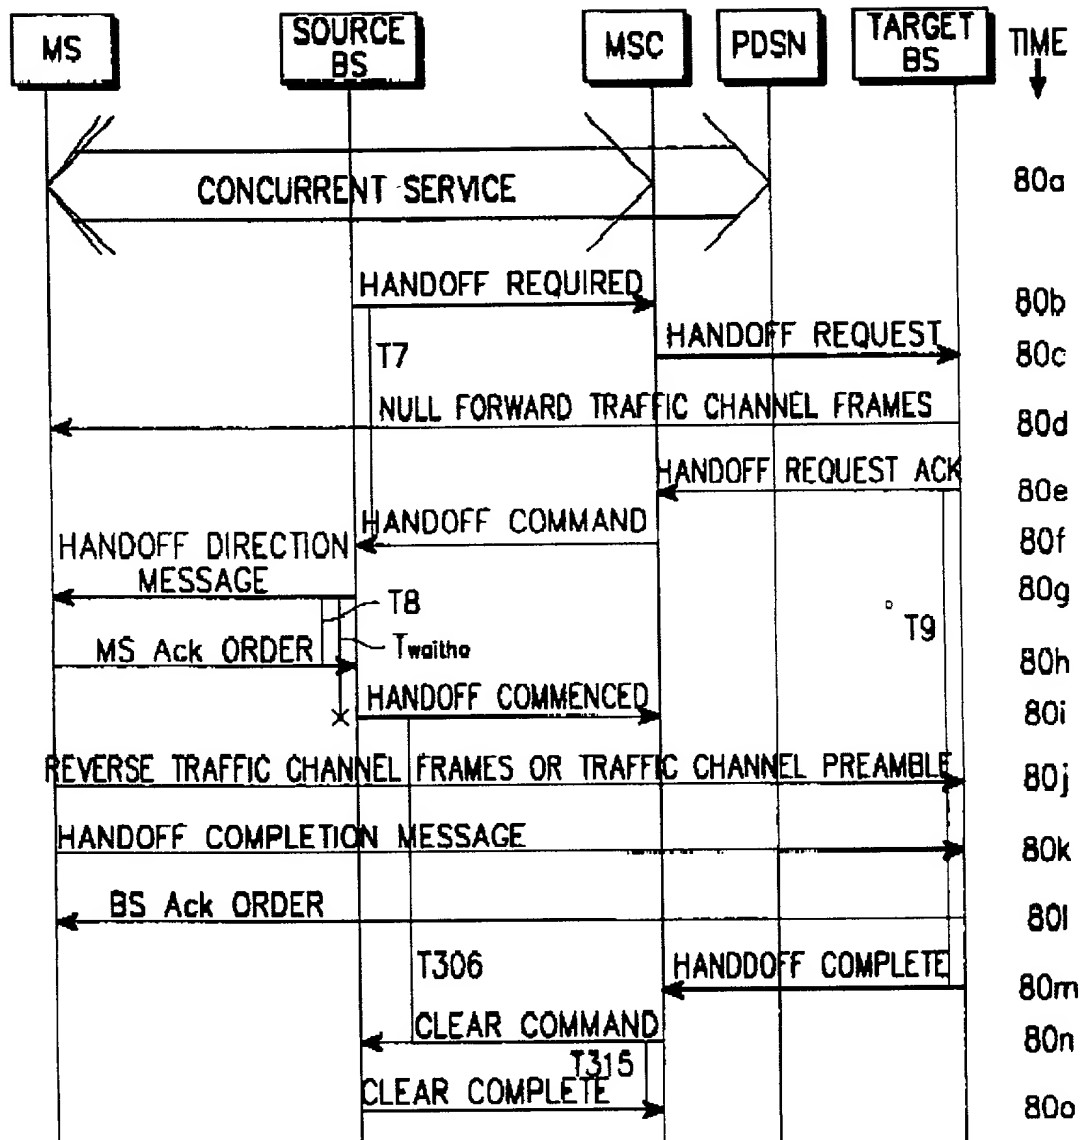 MS
SOURCE
BS
MSC
PDSN
TARGET
BS
TIME
CONCURRENT SERVICE
80a
HANDOFF REQUIRED
80b
HANDOFF REQUEST
80c
T7
NULL FORWARD TRAFFIC CHANNEL FRAMES
80d
HANDOFF REQUEST ACK
80e
HANDOFF COMMAND
80f
HANDOFF DIRECTION
MESSAGE
80g
T8
T9
MS Ack ORDER
Twaitho
80h
HANDOFF COMMENCED
80i
REVERSE TRAFFIC CHANNEL FRAMES OR TRAFFIC CHANNEL PREAMBLE
80j
HANDOFF COMPLETION MESSAGE
80k
BS Ack ORDER
80l
T306
HANDDOFF COMPLETE
80m
CLEAR COMMAND
80n
T315
CLEAR COMPLETE
80o